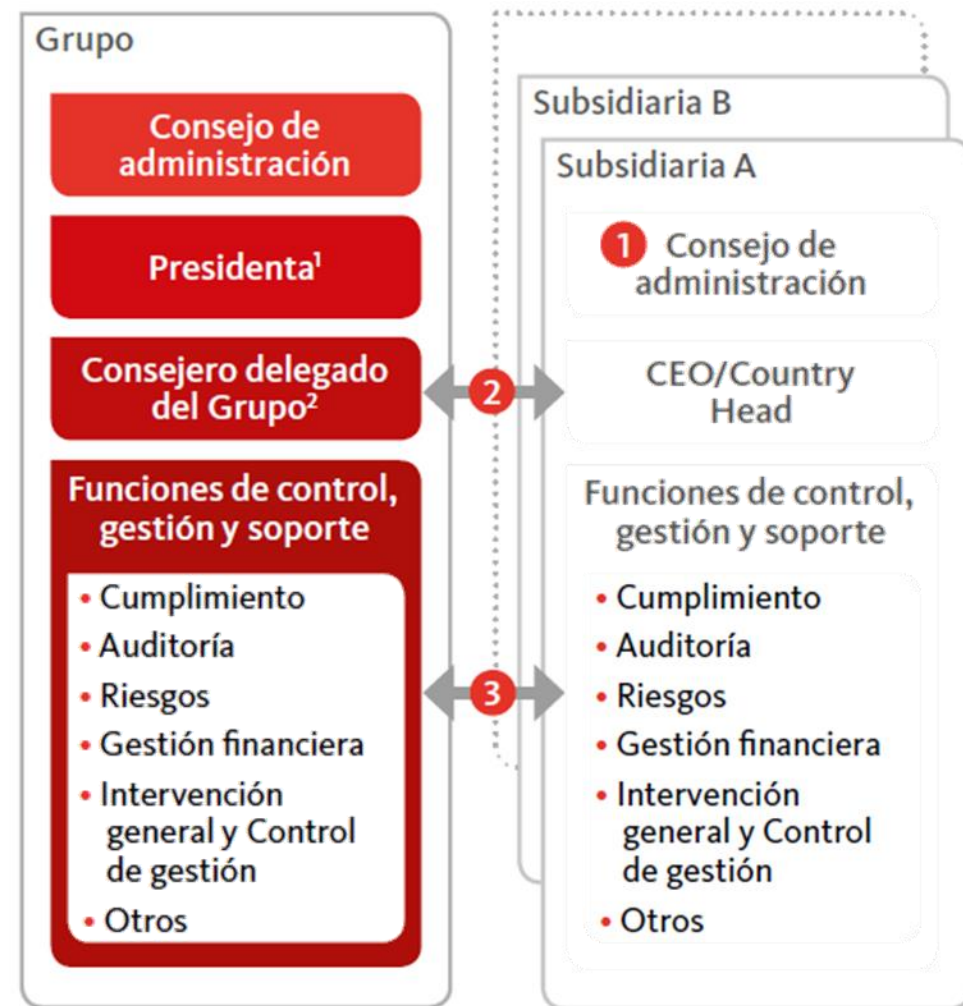 Grupo
Consejo de
administración
Presidenta¹
Consejero delegado
del Grupo²
Funciones de control,
gestión y soporte
• Cumplimiento
• Auditoría
• Riesgos
• Gestión financiera
• Intervención
general y Control
de gestión
• Otros
2
3
Subsidiaria B
Subsidiaria A
1 Consejo de
administración
CEO/Country
Head
Funciones de control,
gestión y soporte
• Cumplimiento
• Auditoría
• Riesgos
• Gestión financiera
• Intervención
general y Control
de gestión
• Otros